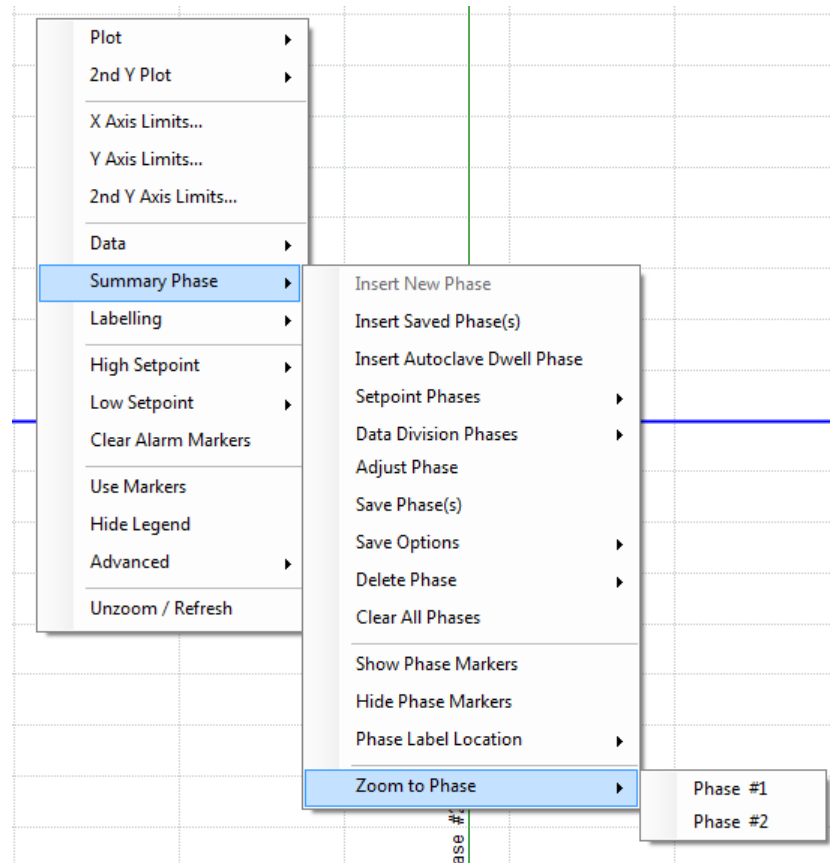 Plot
2nd Y Plot
X Axis Limits...
Y Axis Limits...
2nd Y Axis Limits...
Data
Summary Phase
Labelling
High Setpoint
Low Setpoint
Clear Alarm Markers
Use Markers
Hide Legend
Advanced
Unzoom / Refresh
Insert New Phase
Insert Saved Phase(s)
Insert Autoclave Dwell Phase
Setpoint Phases
Data Division Phases
Adjust Phase
Save Phase(s)
Save Options
Delete Phase
Clear All Phases
Show Phase Markers
Hide Phase Markers
Phase Label Location
Zoom to Phase
Phase #1
Phase #2